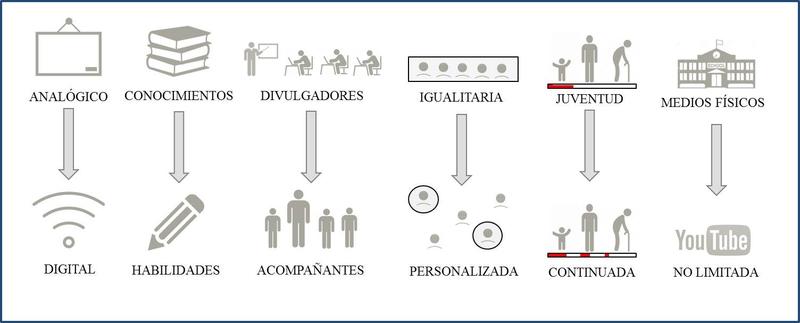 ANALÓGICO
CONOCIMIENTOS
DIVULGADORES
IGUALITARIA
JUVENTUD
MEDIOS FÍSICOS
DIGITAL
HABILIDADES
ACOMPAÑANTES
PERSONALIZADA
CONTINUADA
YouTube
NO LIMITADA